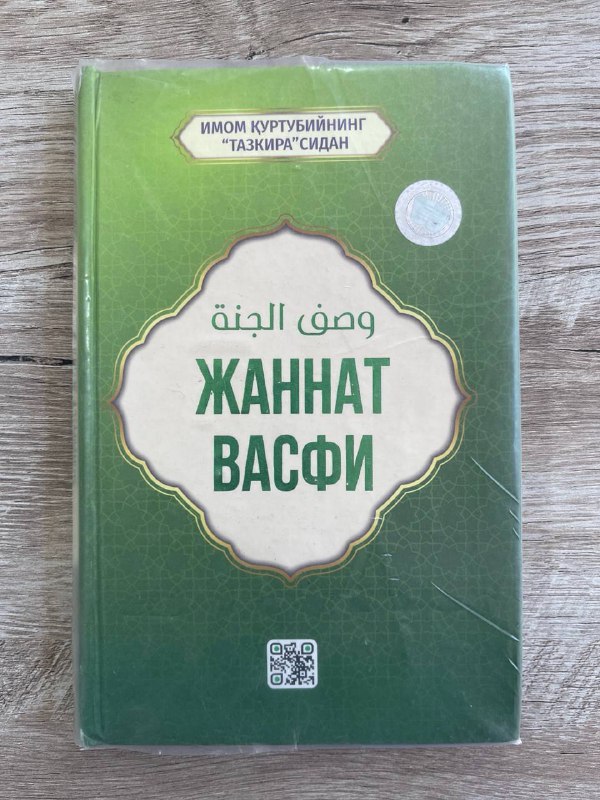 ИМОМ ҚУРТУБИЙНИНГ
“ТАЗКИРА”СИДАН
وصف الجنة
ЖАННАТ
ВАСФИ